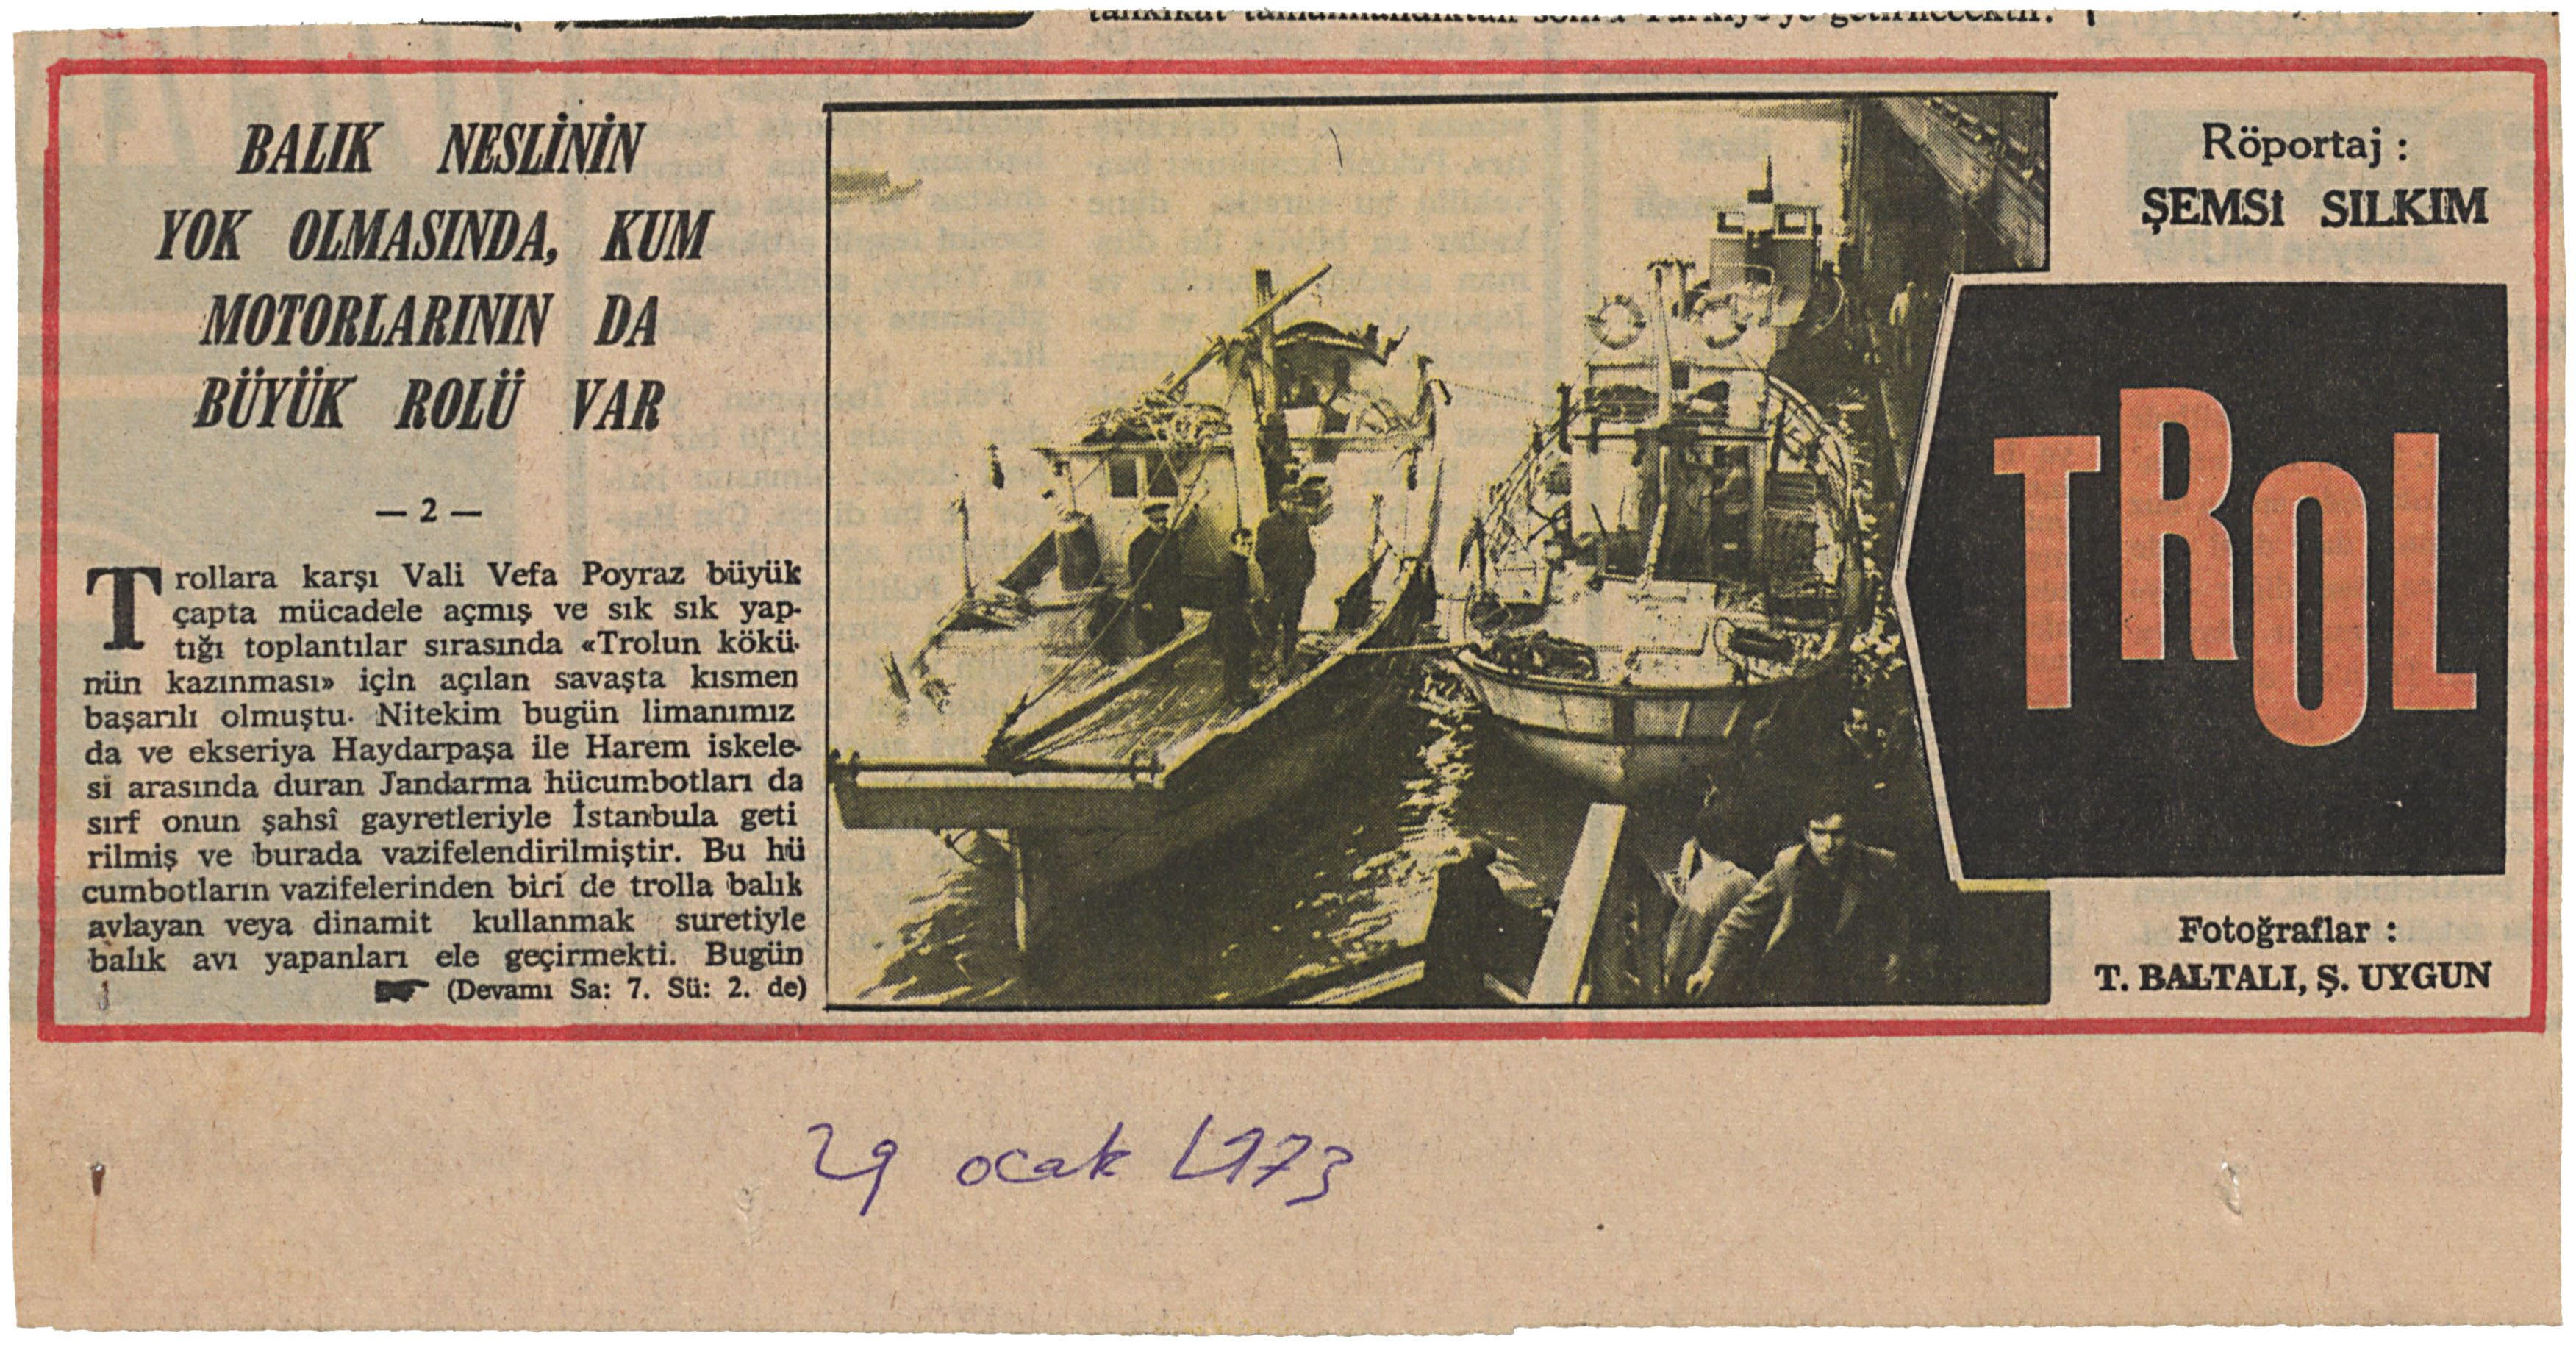 BALIK NESLİNİN
YOK OLMASINDA, KUM
MOTORLARININ DA
BÜYÜK ROLÜ VAR
— 2 —
Trollara karşı Vali Vefa Poyraz büyük
çapta mücadele açmış ve sık sık yap-
tığı toplantılar sırasında «Trolun kökü-
nün kazınması» için açılan savaşta kısmen
başarılı olmuştu. Nitekim bugün limanımız
da ve ekseriya Haydarpaşa ile Harem iskele-
si arasında duran Jandarma hücumbotları da
sırf onun şahsî gayretleriyle İstanbula geti
rilmiş ve burada vazifelendirilmiştir. Bu hü
cumbotların vazifelerinden biri de trolla balık
avlayan veya dinamit kullanmak suretiyle
balık avı yapanları ele geçirmekti. Bugün
(Devamı Sa: 7. Sü: 2. de)
Röportaj :
ŞEMSİ SILKIM
TROL
Fotoğraflar :
T. BALTALI, Ş. UYGUN
29 ocak 1973